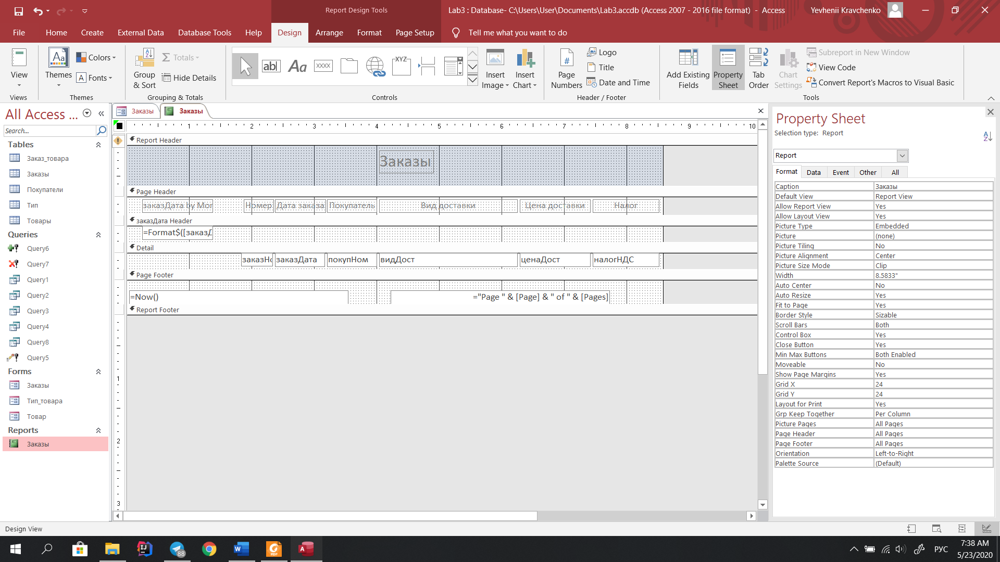 Report Design Tools
Lab3 : Database- C:\Users\User\Documents\Lab3.accdb (Access 2007 - 2016 file format) - Access
Yevhenii Kravchenko
File
Home
Create
External Data
Database Tools
Help
Design
Arrange
Format
Page Setup
Tell me what you want to do
View
Views
Themes
Colors
Fonts
Themes
Group & Sort
Totals
Hide Details
Grouping & Totals
Controls
Insert Image
Insert Chart
Page Numbers
Logo
Title
Date and Time
Header / Footer
Add Existing Fields
Property Sheet
Tab Order
Chart Settings
Subreport in New Window
View Code
Convert Report's Macros to Visual Basic
Tools
All Access ...
Search...
Tables
Заказ_товара
Заказы
Покупатели
Тип
Товары
Queries
Query6
Query7
Query1
Query2
Query3
Query4
Query8
Query5
Forms
Заказы
Тип_товара
Товар
Reports
Заказы
Заказы
Заказы
1 2 3 4 5 6 7 8 9 10
Report Header
Заказы
Page Header
заказДата by Mor
Номер
Дата заказа
Покупатель
Вид доставки
Цена доставки
Налог
заказДата Header
=Format$([заказД
Detail
заказНо
заказДата
покупНом
видДост
ценаДост
налогНДС
Page Footer
=Now()
="Page " & [Page] & " of " & [Pages]
Report Footer
1
2
3
Property Sheet
Selection type: Report
Report
Format
Data
Event
Other
All
Caption Заказы
Default View Report View
Allow Report View Yes
Allow Layout View Yes
Picture Type Embedded
Picture (none)
Picture Tiling No
Picture Alignment Center
Picture Size Mode Clip
Width 8.5833"
Auto Center No
Auto Resize Yes
Fit to Page Yes
Border Style Sizable
Scroll Bars Both
Control Box Yes
Close Button Yes
Min Max Buttons Both Enabled
Moveable No
Show Page Margins Yes
Grid X 24
Grid Y 24
Layout for Print Yes
Grp Keep Together Per Column
Picture Pages All Pages
Page Header All Pages
Page Footer All Pages
Orientation Left-to-Right
Palette Source (Default)
Design View
88
РУС
7:38 AM
5/23/2020